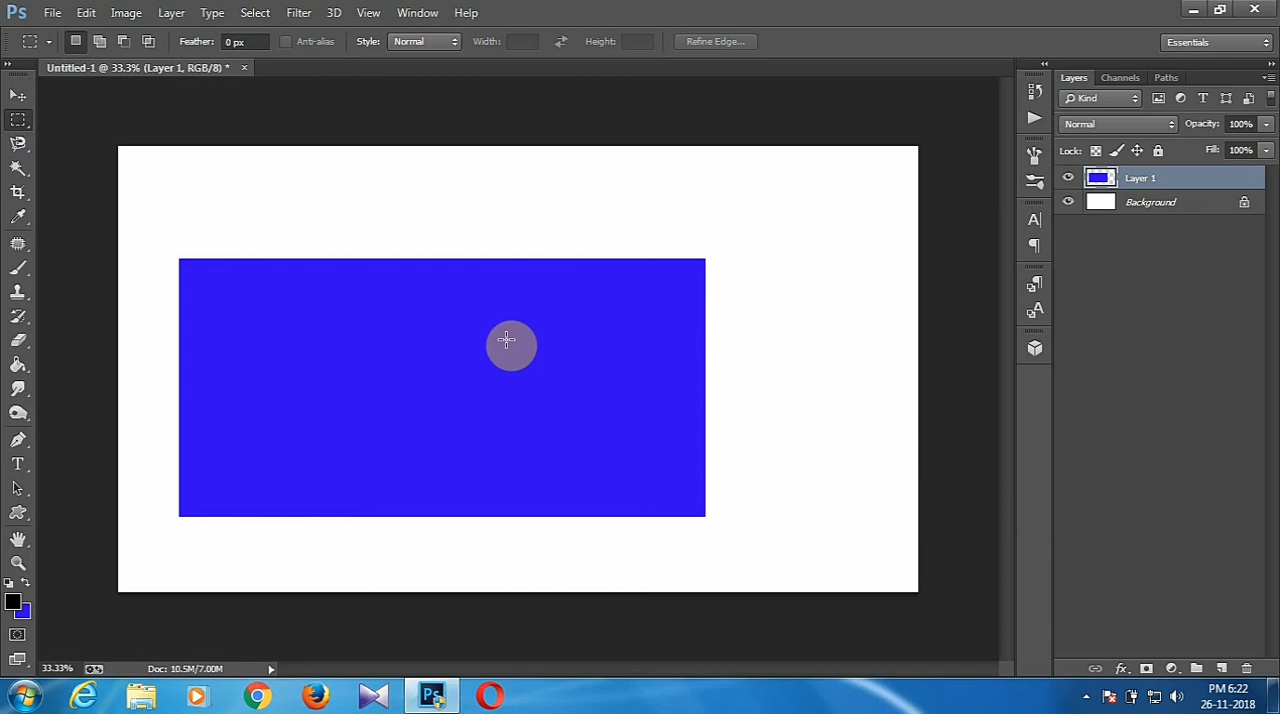 Ps File Edit Image Layer Type Select Filter 3D View Window Help
Feather: 0 px Anti-alias Style: Normal Width: Height: Refine Edge... Essentials
Untitled-1 @ 33.3% (Layer 1, RGB/8) * ×
Layers Channels Paths
Kind
Normal Opacity: 100%
Lock: Fill: 100%
Layer 1
Background
33.33% Doc: 10.5M/7.00M
PM 6:22
26-11-2018